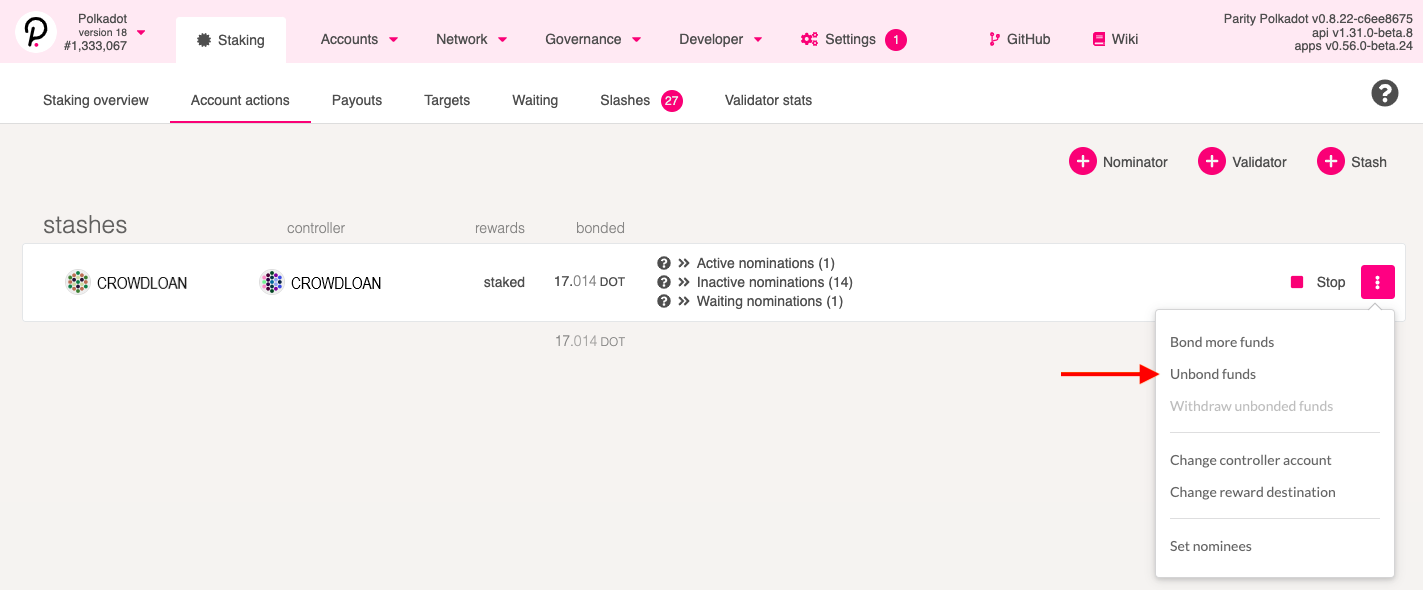 Polkadot
version 18
#1,333,067
Staking
Accounts
Network
Governance
Developer
Settings 1
GitHub
Wiki
Parity Polkadot v0.8.22-c6ee8675
api v1.31.0-beta.8
apps v0.56.0-beta.24
Staking overview
Account actions
Payouts
Targets
Waiting
Slashes 27
Validator stats
Nominator
Validator
Stash
stashes controller rewards bonded
CROWDLOAN CROWDLOAN staked 17.014 DOT
Active nominations (1)
Inactive nominations (14)
Waiting nominations (1)
Stop
17.014 DOT
Bond more funds
Unbond funds
Withdraw unbonded funds
Change controller account
Change reward destination
Set nominees